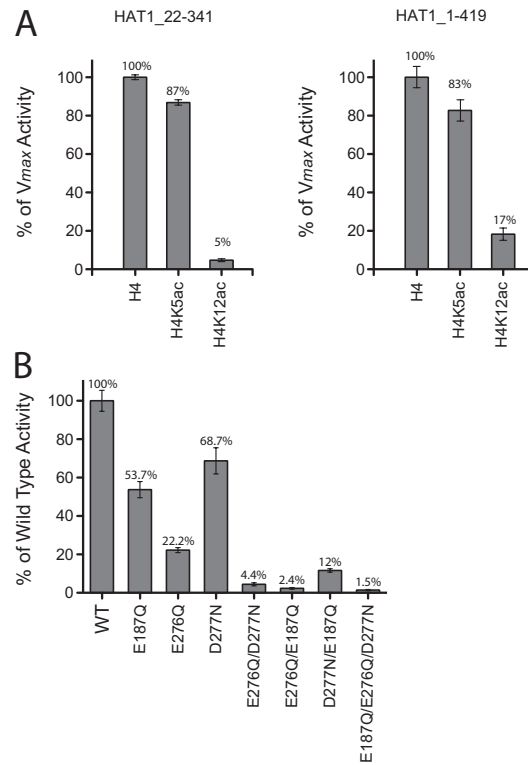 A
HAT1_22-341
HAT1_1-419
% of Vmax Activity
100
80
60
40
20
0
100%
87%
5%
H4
H4K5ac
H4K12ac
% of Vmax Activity
100
80
60
40
20
0
100%
83%
17%
H4
H4K5ac
H4K12ac
B
% of Wild Type Activity
100
80
60
40
20
0
100%
53.7%
22.2%
68.7%
4.4%
2.4%
12%
1.5%
WT
E187Q
E276Q
D277N
E276Q/D277N
E276Q/E187Q
D277N/E187Q
E187Q/E276Q/D277N